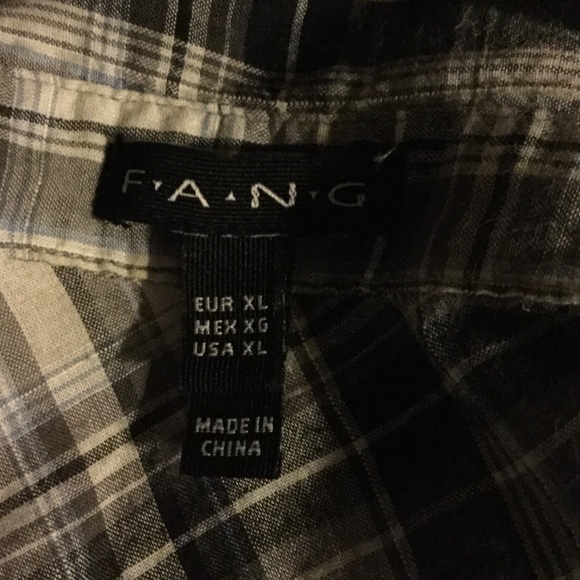 F▼A▲N▼G
EUR XL
MEX XG
USA XL
MADE IN
CHINA